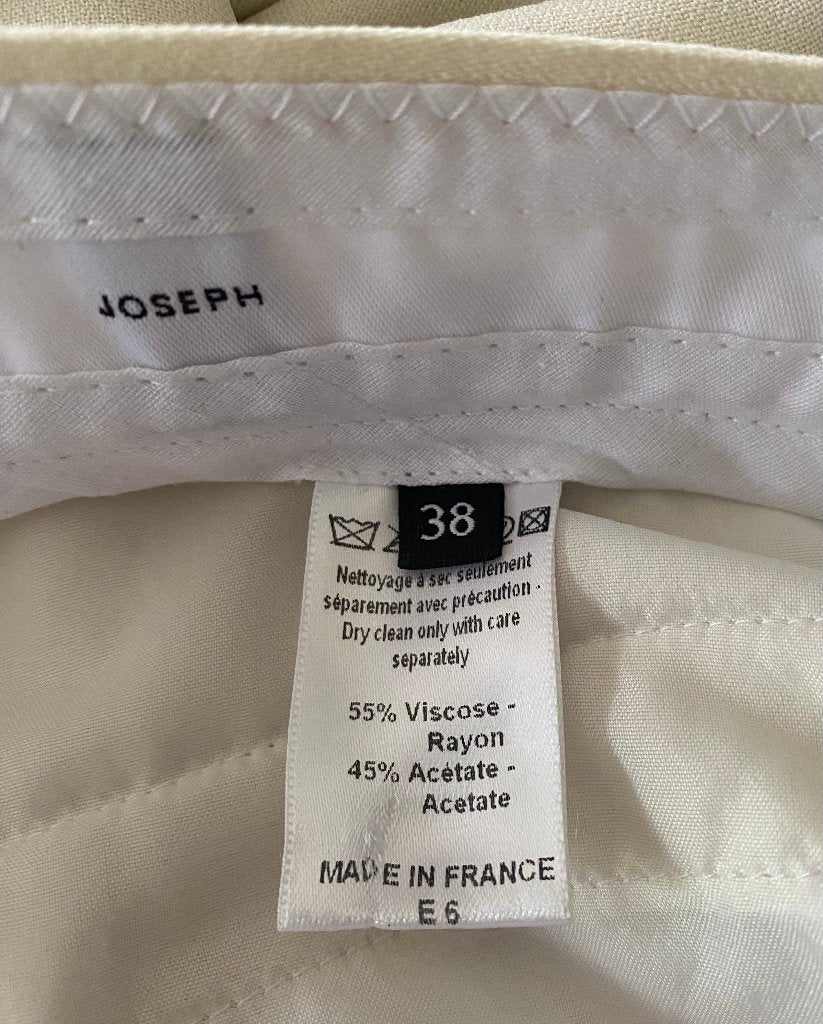 JOSEPH
38
Nettoyage à sec seulement
séparement avec précaution -
Dry clean only with care
separately
55% Viscose -
Rayon
45% Acétate -
Acetate
MADE IN FRANCE
E 6